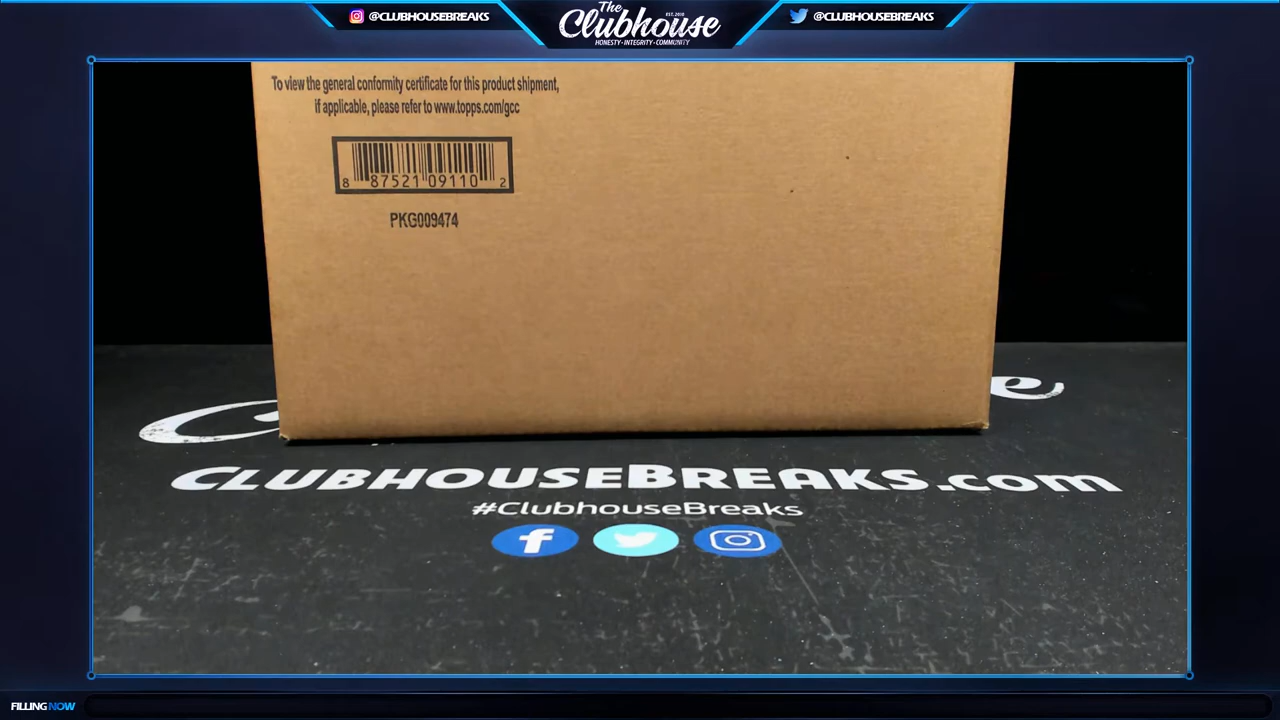 @CLUBHOUSEBREAKS
The
Clubhouse
EST. 2018
HONESTY • INTEGRITY • COMMUNITY
@CLUBHOUSEBREAKS
To view the general conformity certificate for this product shipment,
if applicable, please refer to www.topps.com/gcc
8 87521 09110 2
PKG009474
CLUBHOUSEBREAKS.COM
#ClubhouseBreaks
FILLING NOW